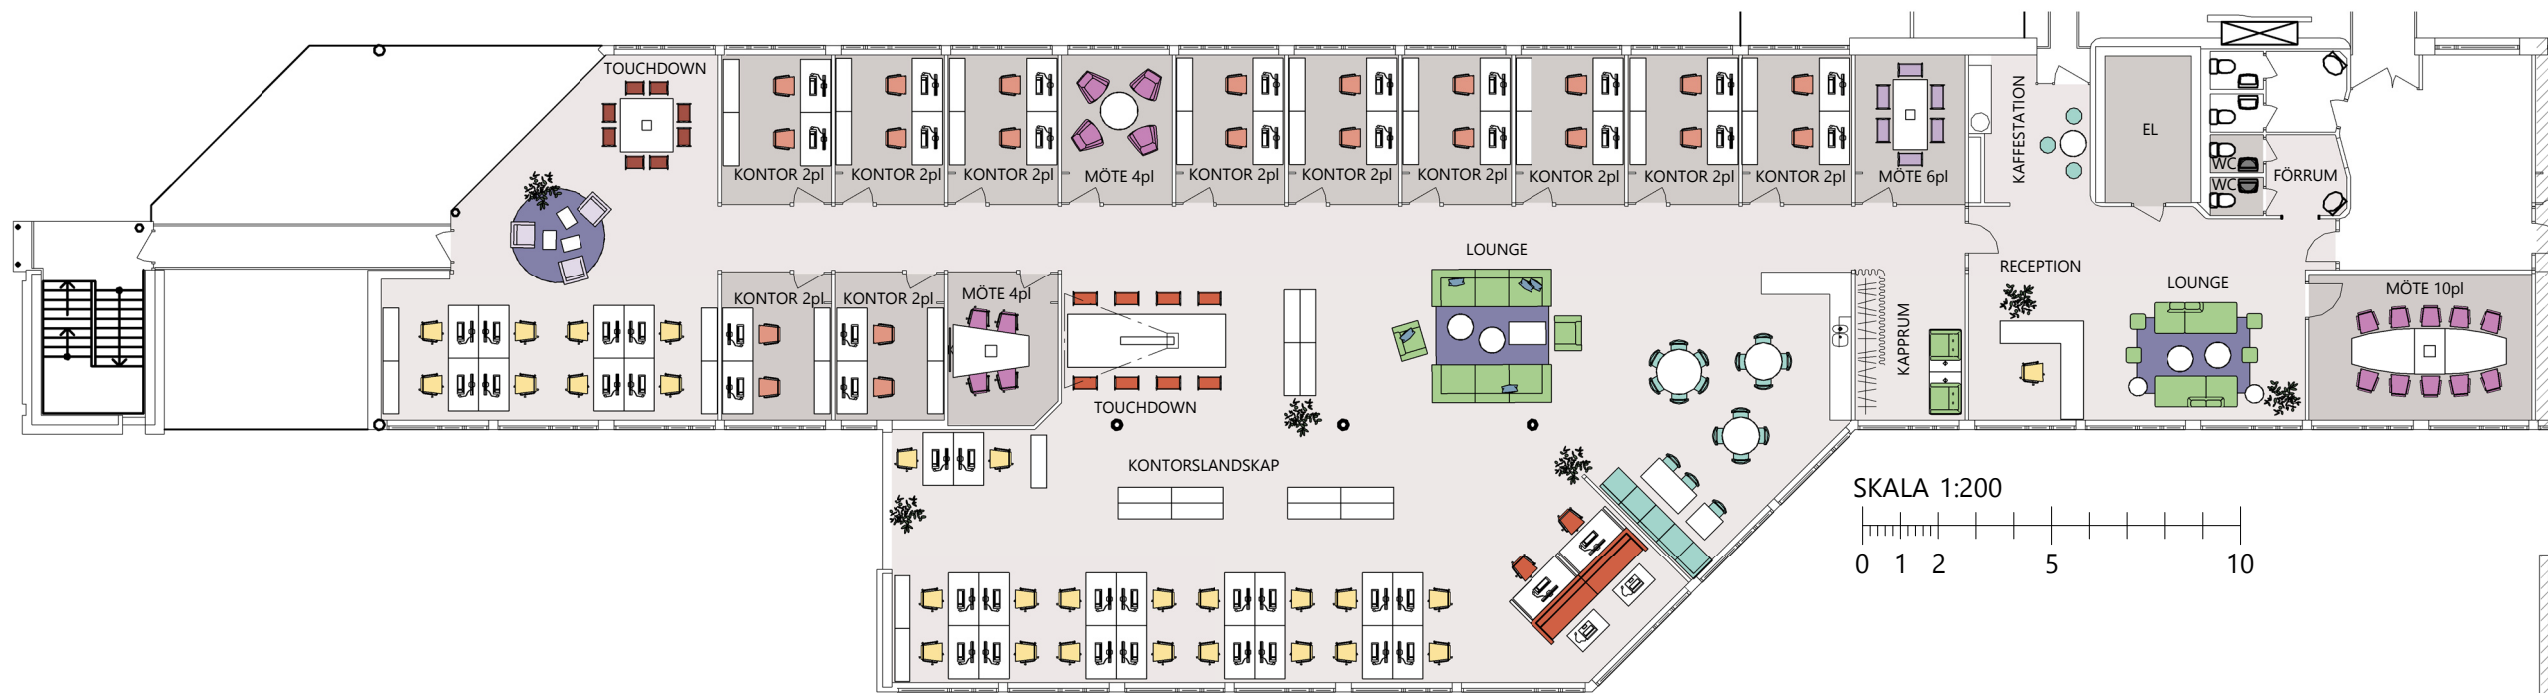 TOUCHDOWN
KONTOR 2pl
KONTOR 2pl
KONTOR 2pl
MÖTE 4pl
KONTOR 2pl
KONTOR 2pl
KONTOR 2pl
KONTOR 2pl
KONTOR 2pl
KONTOR 2pl
MÖTE 6pl
KAFFESTATION
EL
WC
WC
FÖRRUM
LOUNGE
RECEPTION
LOUNGE
MÖTE 10pl
KONTOR 2pl
KONTOR 2pl
MÖTE 4pl
KAPPRUM
TOUCHDOWN
KONTORSLANDSKAP
SKALA 1:200
0 1 2 5 10